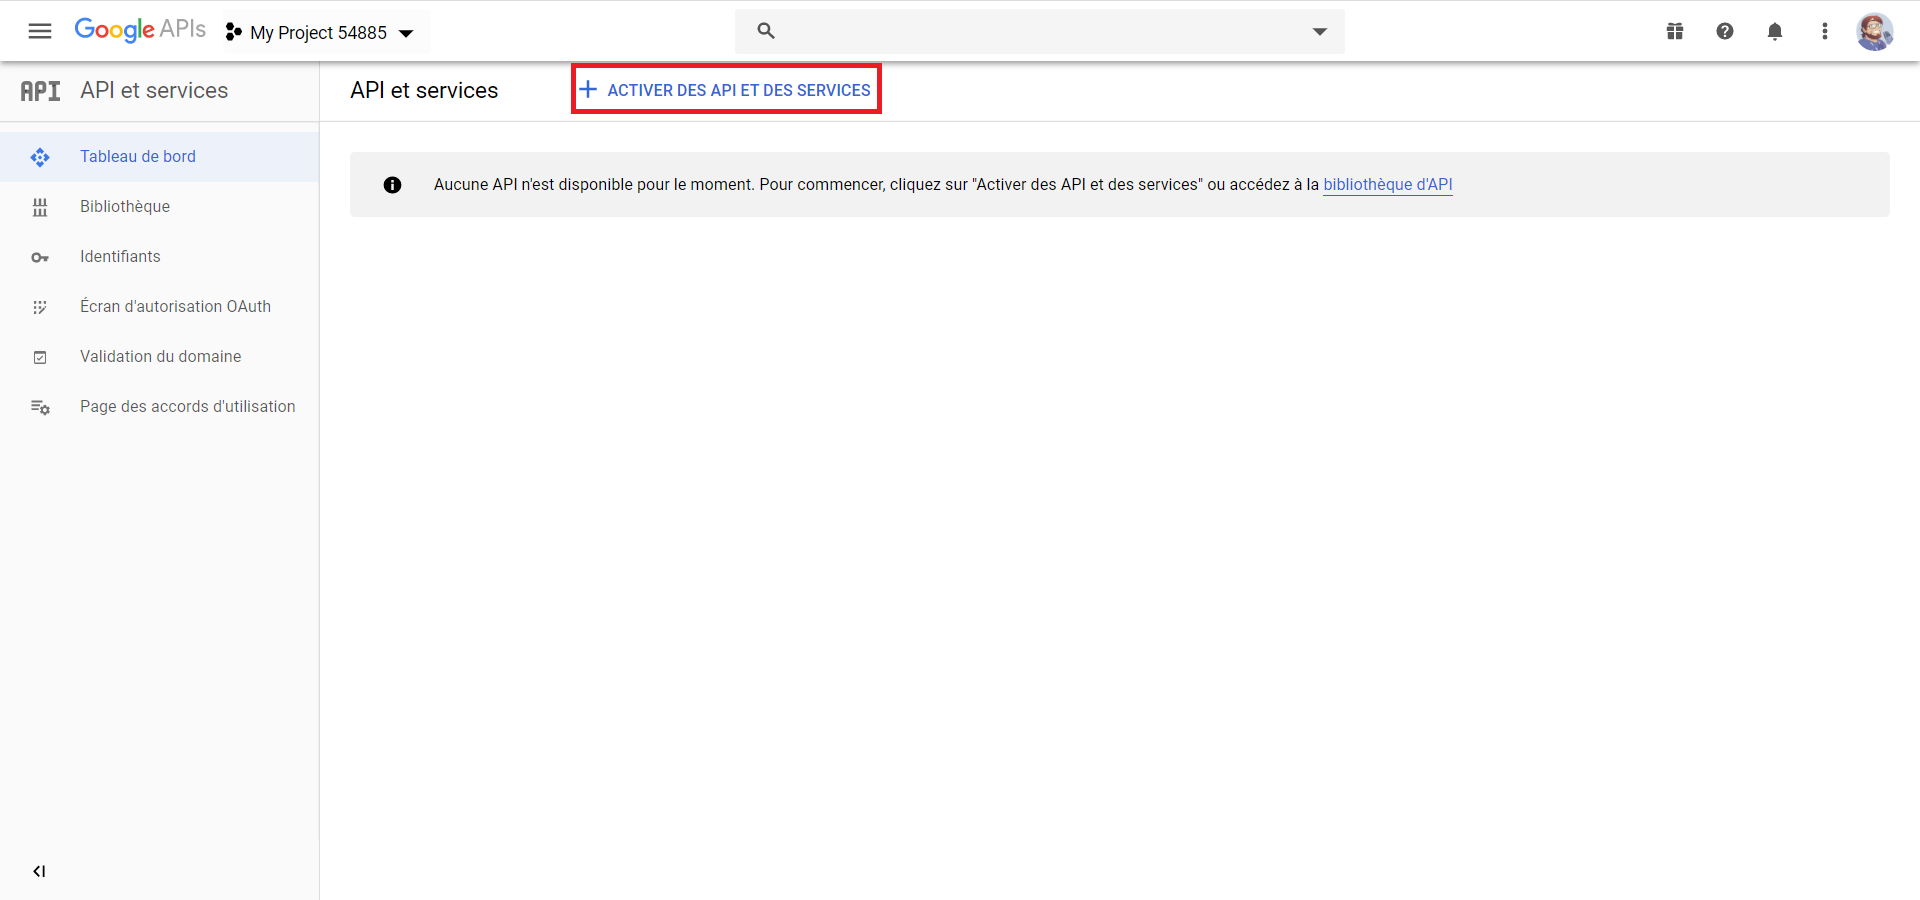 Google APIs
My Project 54885
API API et services
API et services
ACTIVER DES API ET DES SERVICES
Tableau de bord
Bibliothèque
Identifiants
Écran d'autorisation OAuth
Validation du domaine
Page des accords d'utilisation
Aucune API n'est disponible pour le moment. Pour commencer, cliquez sur "Activer des API et des services" ou accédez à la bibliothèque d'API